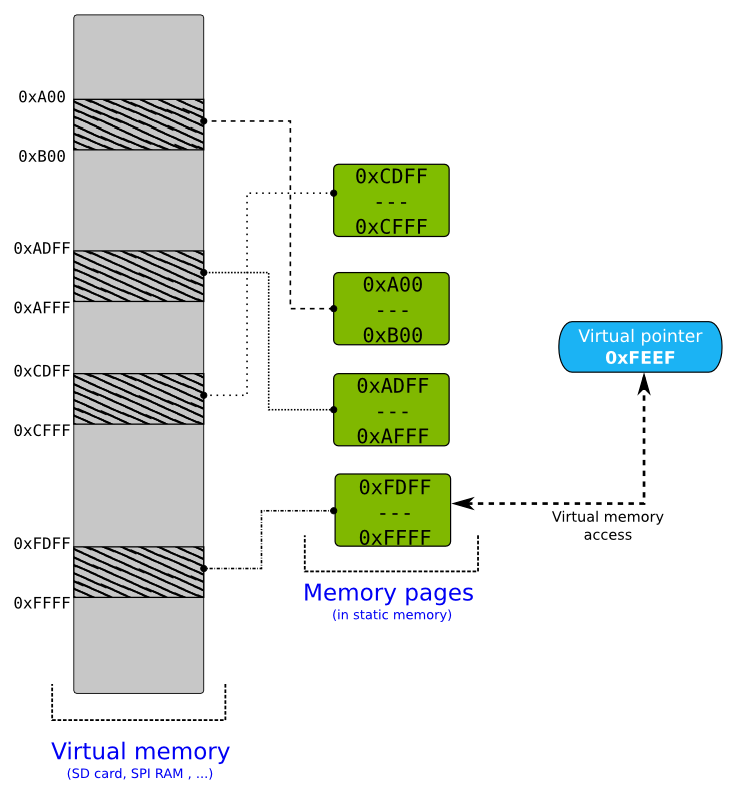 0xA00
0xB00
0xADFF
0xAFFF
0xCDFF
0xCFFF
0xFDFF
0xFFFF
0xCDFF
---
0xCFFF
0xA00
---
0xB00
0xADFF
---
0xAFFF
0xFDFF
---
0xFFFF
Virtual pointer
0xFEEF
Virtual memory
access
Memory pages
(in static memory)
Virtual memory
(SD card, SPI RAM , ...)